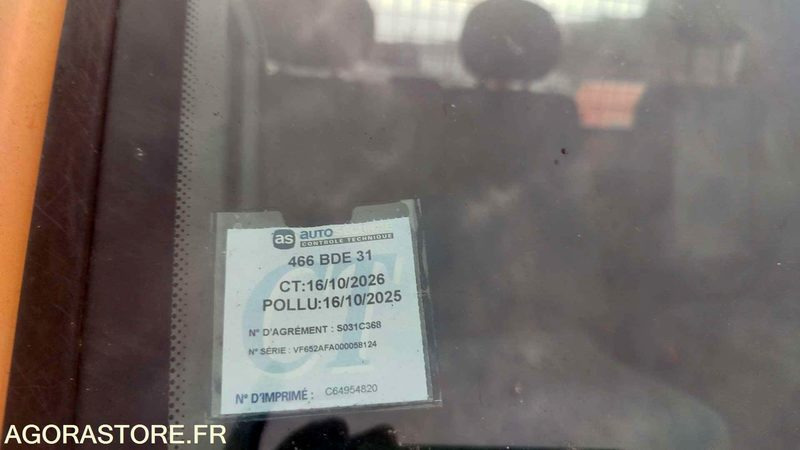 as AUTO
CONTROLE TECHNIQUE
466 BDE 31
CT:16/10/2026
POLLU:16/10/2025
N° D'AGRÉMENT : S031C368
N° SÉRIE : VF652AFA000058124
CT
N° D'IMPRIMÉ : C64954820
AGORASTORE.FR